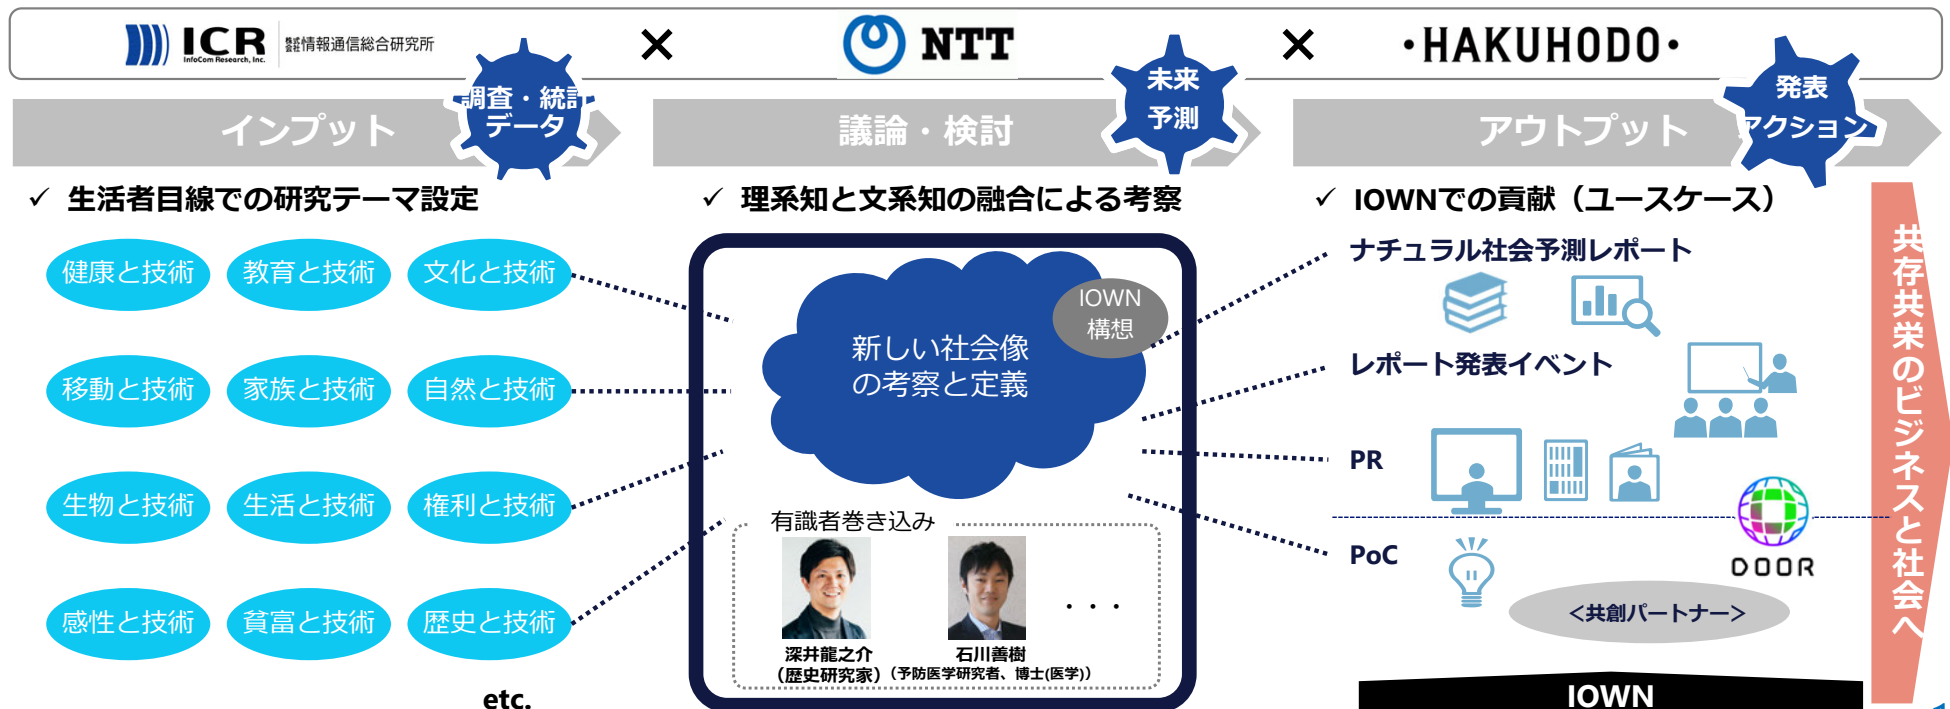 ICR
InfoCom Research, Inc.
株式会社情報通信総合研究所
×
NTT
×
・HAKUHODO・
インプット
調査・統計
データ
議論・検討
未来
予測
アウトプット
発表
アクション
✓ 生活者目線での研究テーマ設定
健康と技術
教育と技術
文化と技術
移動と技術
家族と技術
自然と技術
生物と技術
生活と技術
権利と技術
感性と技術
貧富と技術
歴史と技術
etc.
✓ 理系知と文系知の融合による考察
IOWN
構想
新しい社会像
の考察と定義
有識者巻き込み
・・・
深井龍之介
（歴史研究家）
石川善樹
（予防医学研究者、博士(医学)）
✓ IOWNでの貢献（ユースケース）
ナチュラル社会予測レポート
レポート発表イベント
PR
PoC
DOOR
<共創パートナー>
IOWN
共存共栄のビジネスと社会へ